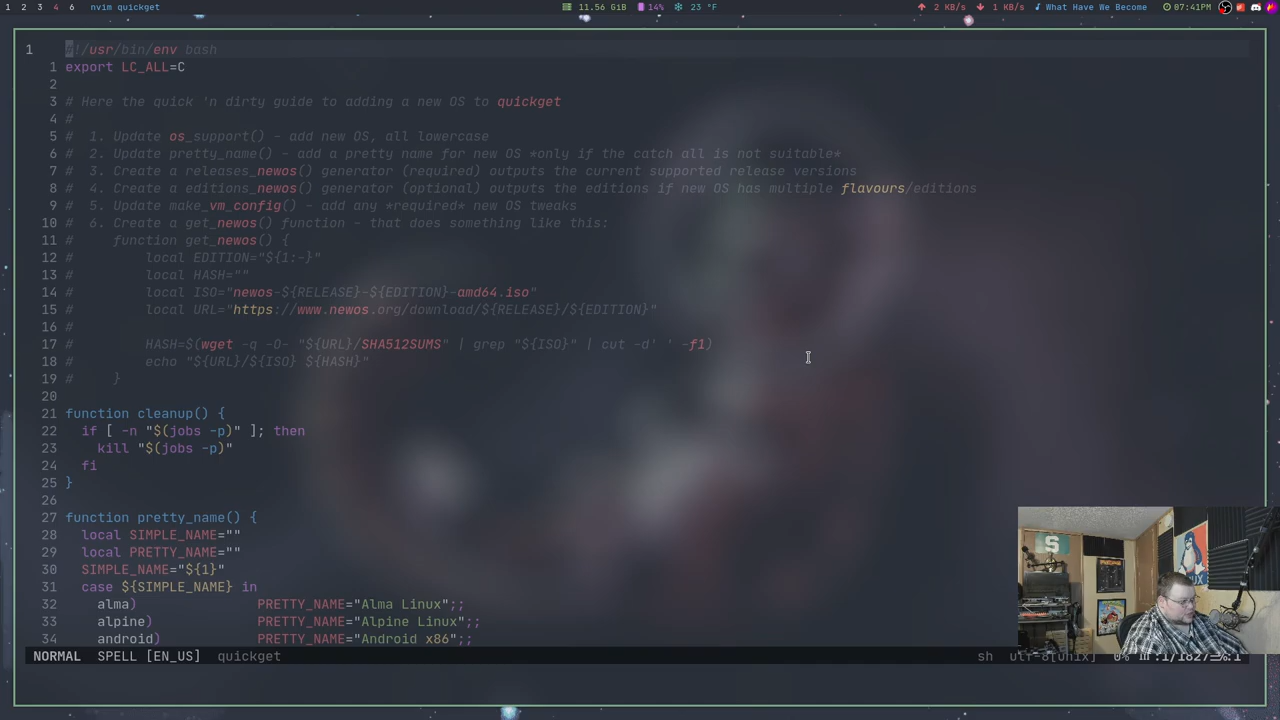 1 2 3 4 6 nvim quickget 11.56 GiB 14% 23 °F 2 KB/s 1 KB/s What Have We Become 07:41PM
1 #!/usr/bin/env bash
1 export LC_ALL=C
2
3 # Here the quick 'n dirty guide to adding a new OS to quickget
4 #
5 #  1. Update os_support() - add new OS, all lowercase
6 #  2. Update pretty_name() - add a pretty name for new OS *only if the catch all is not suitable*
7 #  3. Create a releases_newos() generator (required) outputs the current supported release versions
8 #  4. Create a editions_newos() generator (optional) outputs the editions if new OS has multiple flavours/editions
9 #  5. Update make_vm_config() - add any *required* new OS tweaks
10 #  6. Create a get_newos() function - that does something like this:
11 #     function get_newos() {
12 #         local EDITION="${1:-}"
13 #         local HASH=""
14 #         local ISO="newos-${RELEASE}-${EDITION}-amd64.iso"
15 #         local URL="https://www.newos.org/download/${RELEASE}/${EDITION}"
16 #
17 #         HASH=$(wget -q -O- "${URL}/SHA512SUMS" | grep "${ISO}" | cut -d' ' -f1)
18 #         echo "${URL}/${ISO} ${HASH}"
19 #     }
20
21 function cleanup() {
22   if [ -n "$(jobs -p)" ]; then
23     kill "$(jobs -p)"
24   fi
25 }
26
27 function pretty_name() {
28   local SIMPLE_NAME=""
29   local PRETTY_NAME=""
30   SIMPLE_NAME="${1}"
31   case ${SIMPLE_NAME} in
32     alma)               PRETTY_NAME="Alma Linux";;
33     alpine)             PRETTY_NAME="Alpine Linux";;
34     android)            PRETTY_NAME="Android x86";;
S
NORMAL SPELL [EN_US] quickget sh utf-8[unix] 0% :1/1827 :1